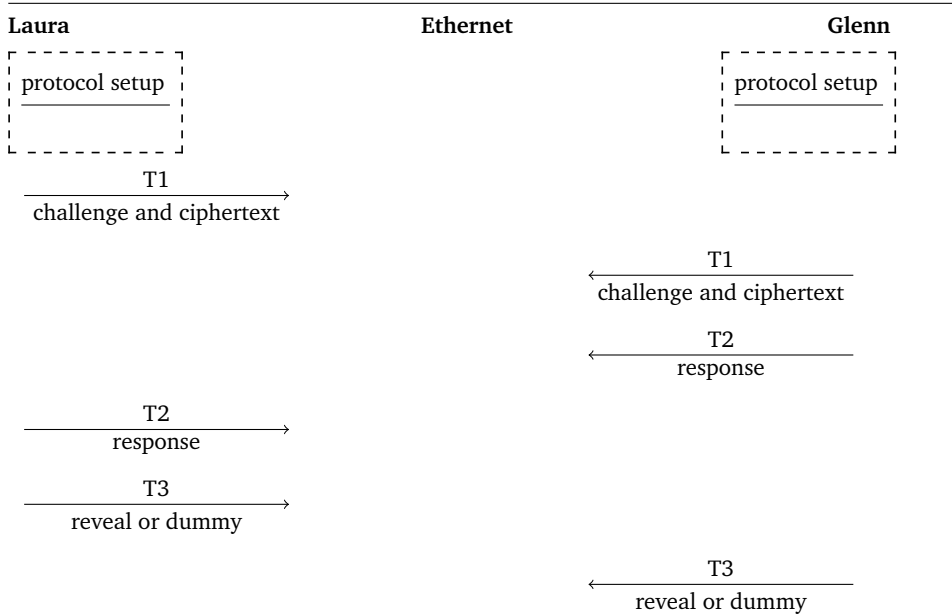 Laura Ethernet Glenn
protocol setup protocol setup
T1
challenge and ciphertext
T1
challenge and ciphertext
T2
response
T2
response
T3
reveal or dummy
T3
reveal or dummy